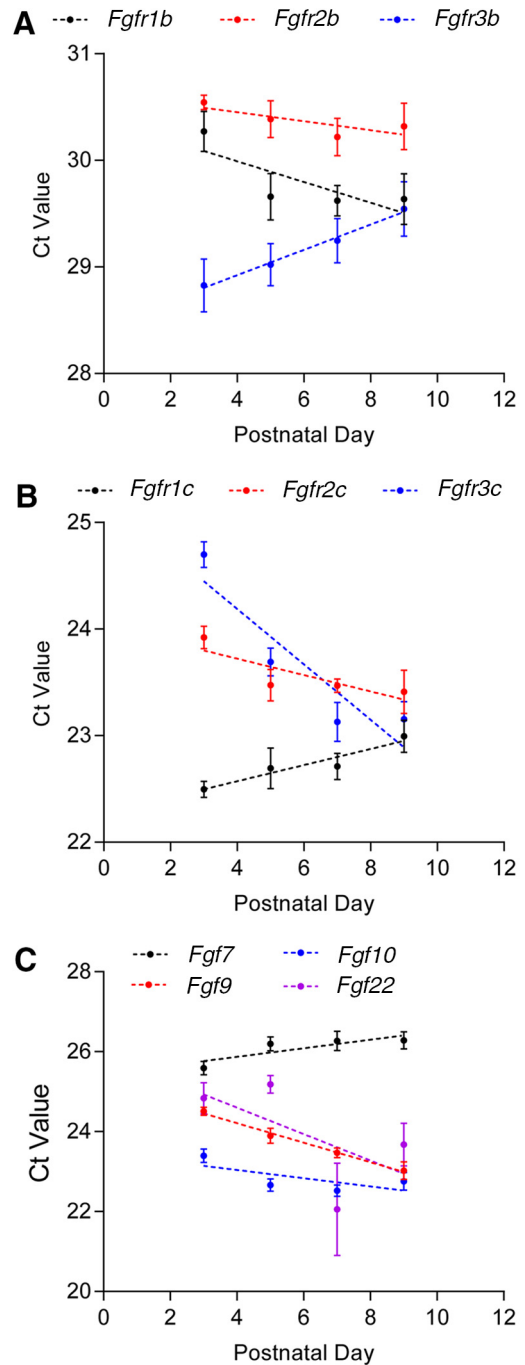 A
Fgfr1b Fgfr2b Fgfr3b
31
30
29
28
Ct Value
0 2 4 6 8 10 12
Postnatal Day
B
Fgfr1c Fgfr2c Fgfr3c
25
24
23
22
Ct Value
0 2 4 6 8 10 12
Postnatal Day
C
Fgf7 Fgf10
Fgf9 Fgf22
28
26
24
22
20
Ct Value
0 2 4 6 8 10 12
Postnatal Day